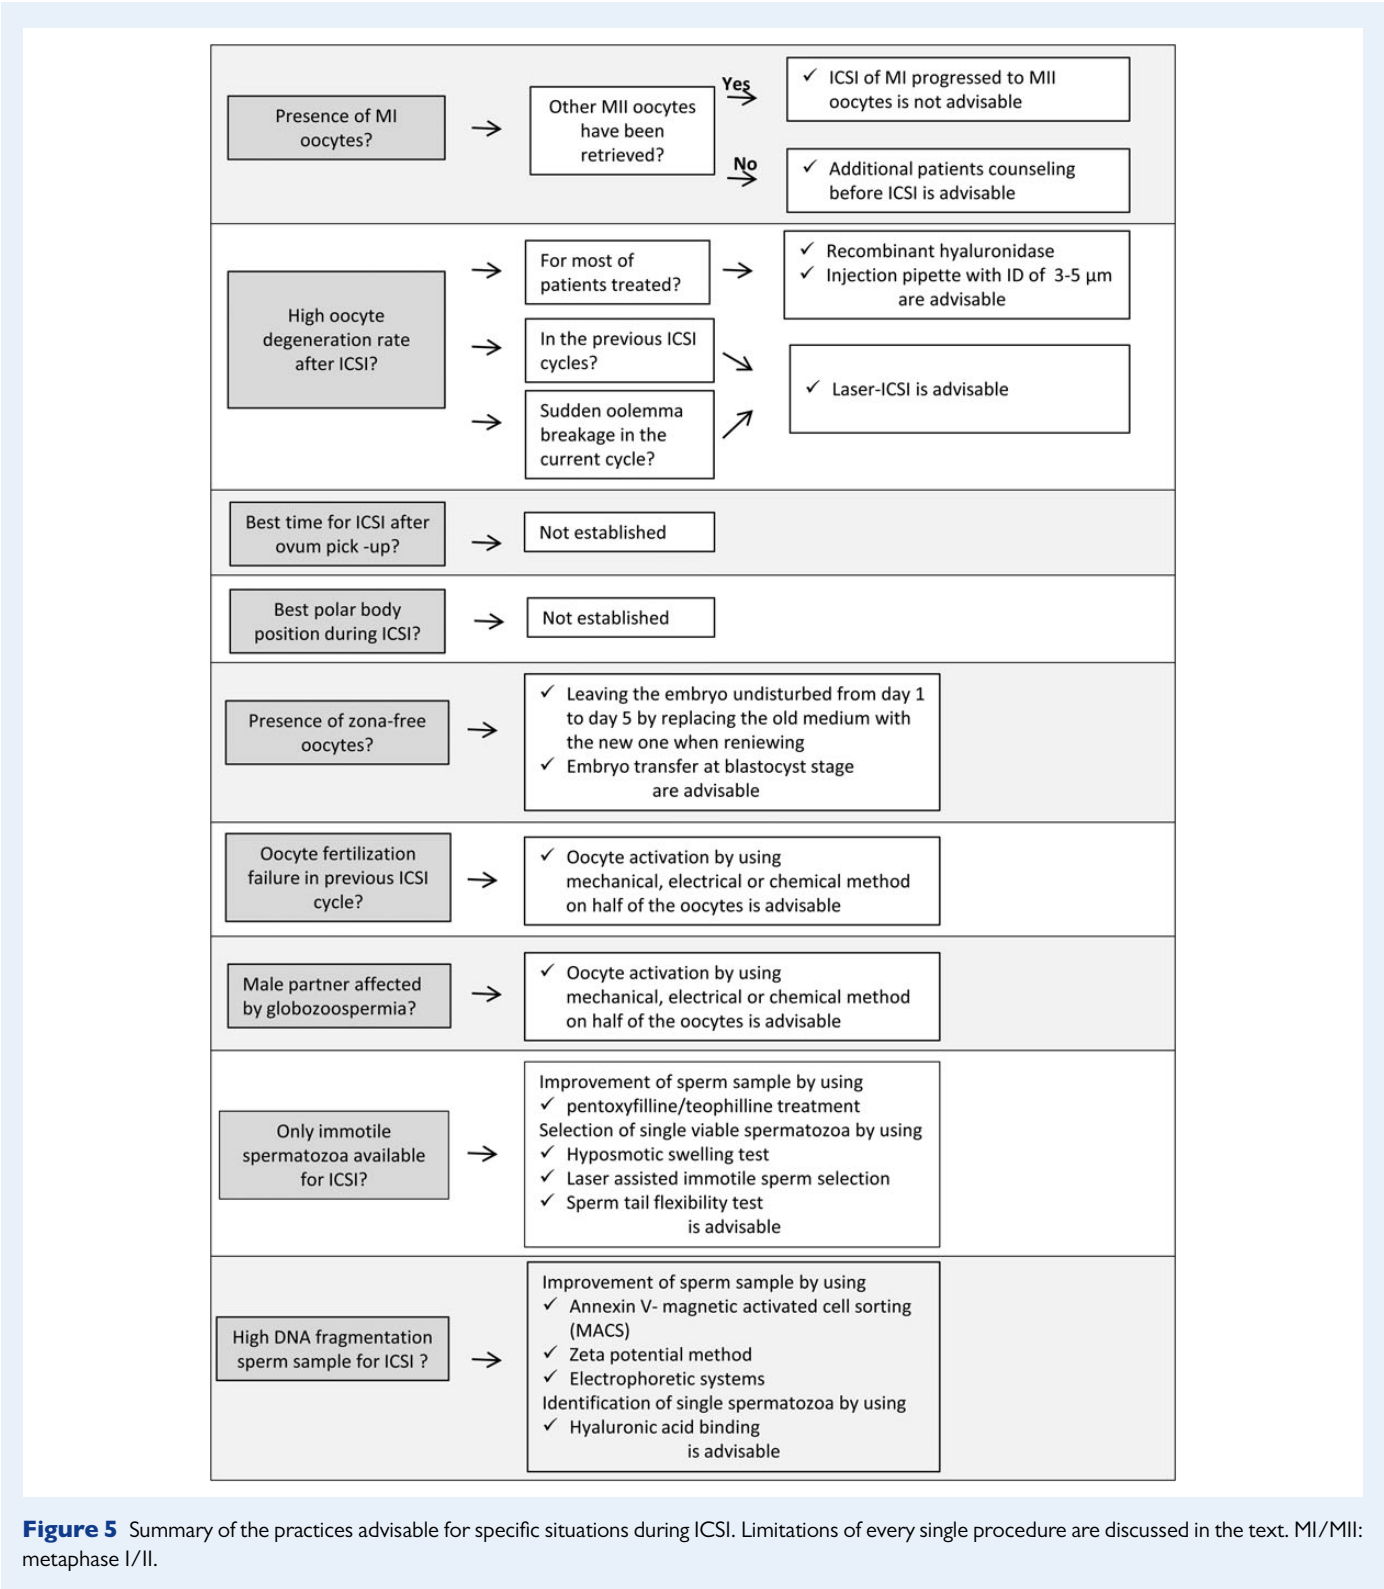 Presence of MI
oocytes?
Other MII oocytes
have been
retrieved?
Yes
✓ ICSI of MI progressed to MII
oocytes is not advisable
No
✓ Additional patients counseling
before ICSI is advisable
High oocyte
degeneration rate
after ICSI?
For most of
patients treated?
✓ Recombinant hyaluronidase
✓ Injection pipette with ID of 3-5 µm
are advisable
In the previous ICSI
cycles?
Sudden oolemma
breakage in the
current cycle?
✓ Laser-ICSI is advisable
Best time for ICSI after
ovum pick -up?
Not established
Best polar body
position during ICSI?
Not established
Presence of zona-free
oocytes?
✓ Leaving the embryo undisturbed from day 1
to day 5 by replacing the old medium with
the new one when reniewing
✓ Embryo transfer at blastocyst stage
are advisable
Oocyte fertilization
failure in previous ICSI
cycle?
✓ Oocyte activation by using
mechanical, electrical or chemical method
on half of the oocytes is advisable
Male partner affected
by globozoospermia?
✓ Oocyte activation by using
mechanical, electrical or chemical method
on half of the oocytes is advisable
Only immotile
spermatozoa available
for ICSI?
Improvement of sperm sample by using
✓ pentoxyfilline/teophilline treatment
Selection of single viable spermatozoa by using
✓ Hyposmotic swelling test
✓ Laser assisted immotile sperm selection
✓ Sperm tail flexibility test
is advisable
High DNA fragmentation
sperm sample for ICSI ?
Improvement of sperm sample by using
✓ Annexin V- magnetic activated cell sorting
(MACS)
✓ Zeta potential method
✓ Electrophoretic systems
Identification of single spermatozoa by using
✓ Hyaluronic acid binding
is advisable
Figure 5 Summary of the practices advisable for specific situations during ICSI. Limitations of every single procedure are discussed in the text. MI/MII:
metaphase I/II.